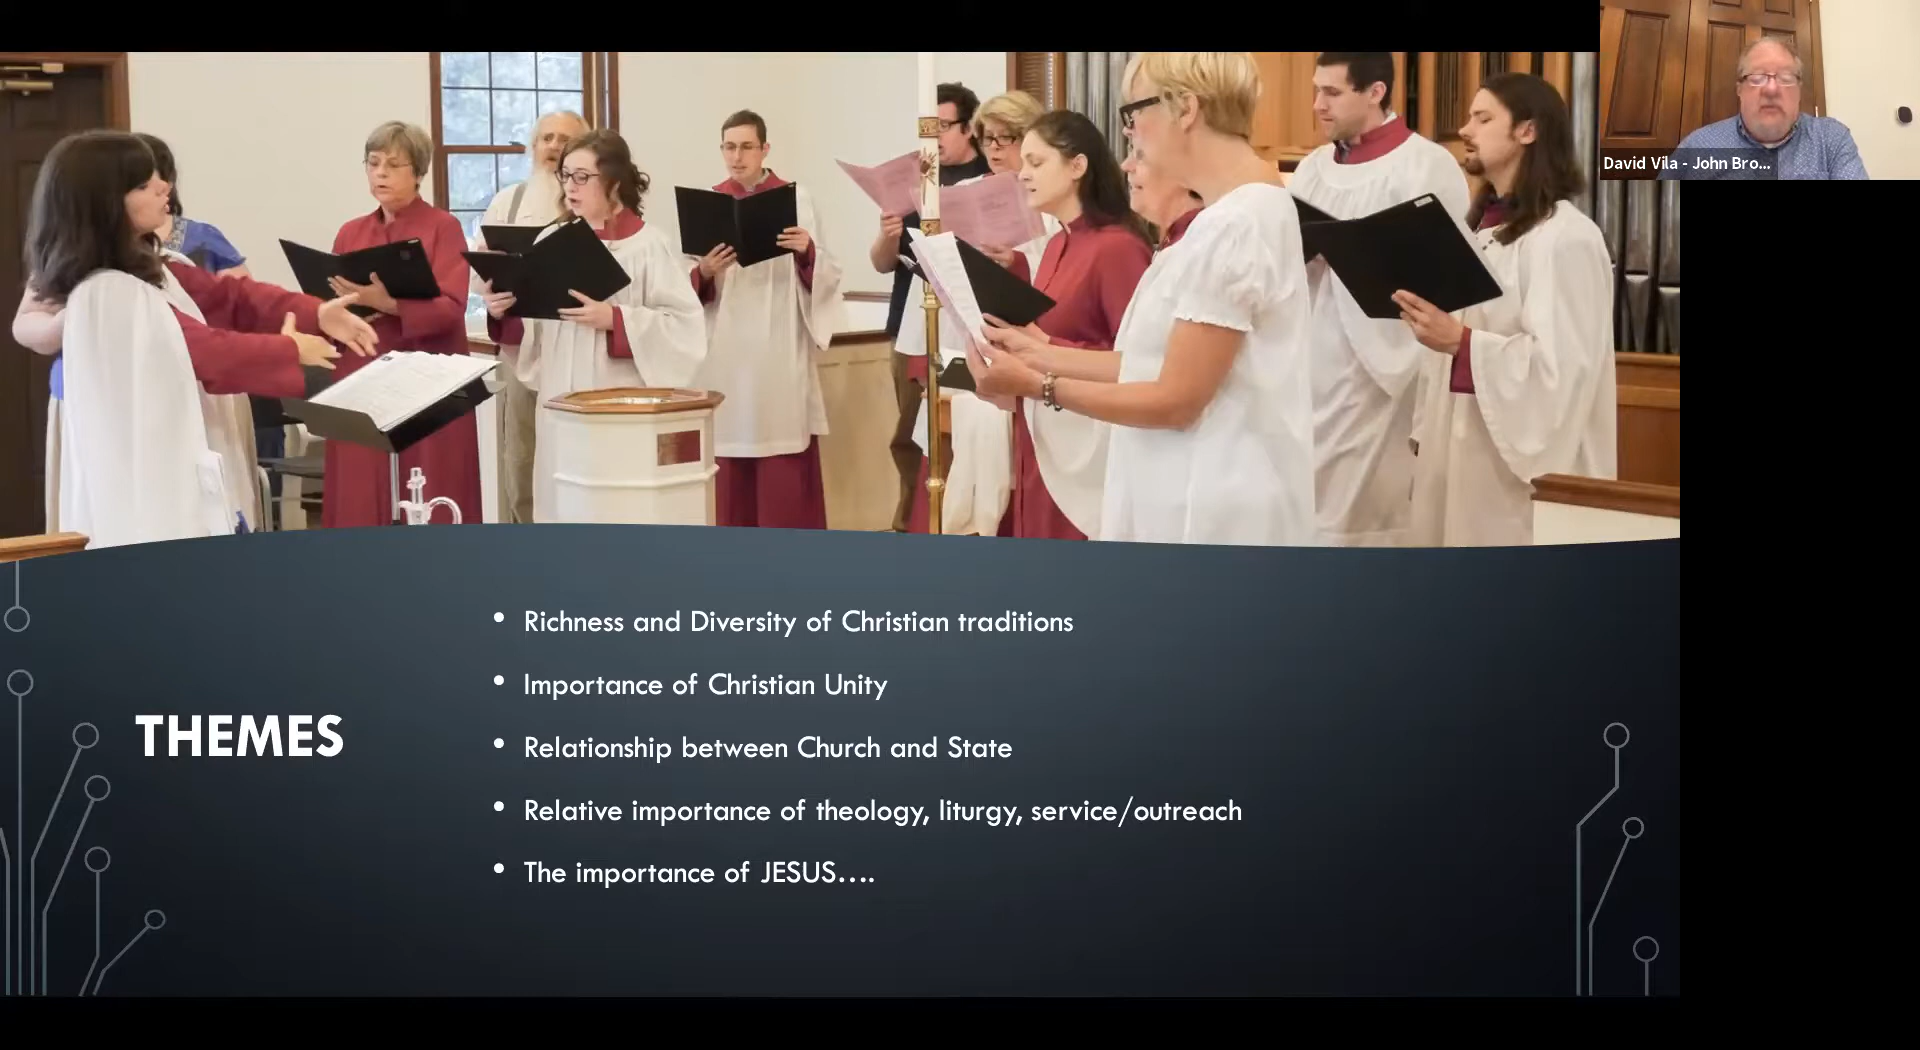 David Vila - John Bro...
THEMES
• Richness and Diversity of Christian traditions
• Importance of Christian Unity
• Relationship between Church and State
• Relative importance of theology, liturgy, service/outreach
• The importance of JESUS....